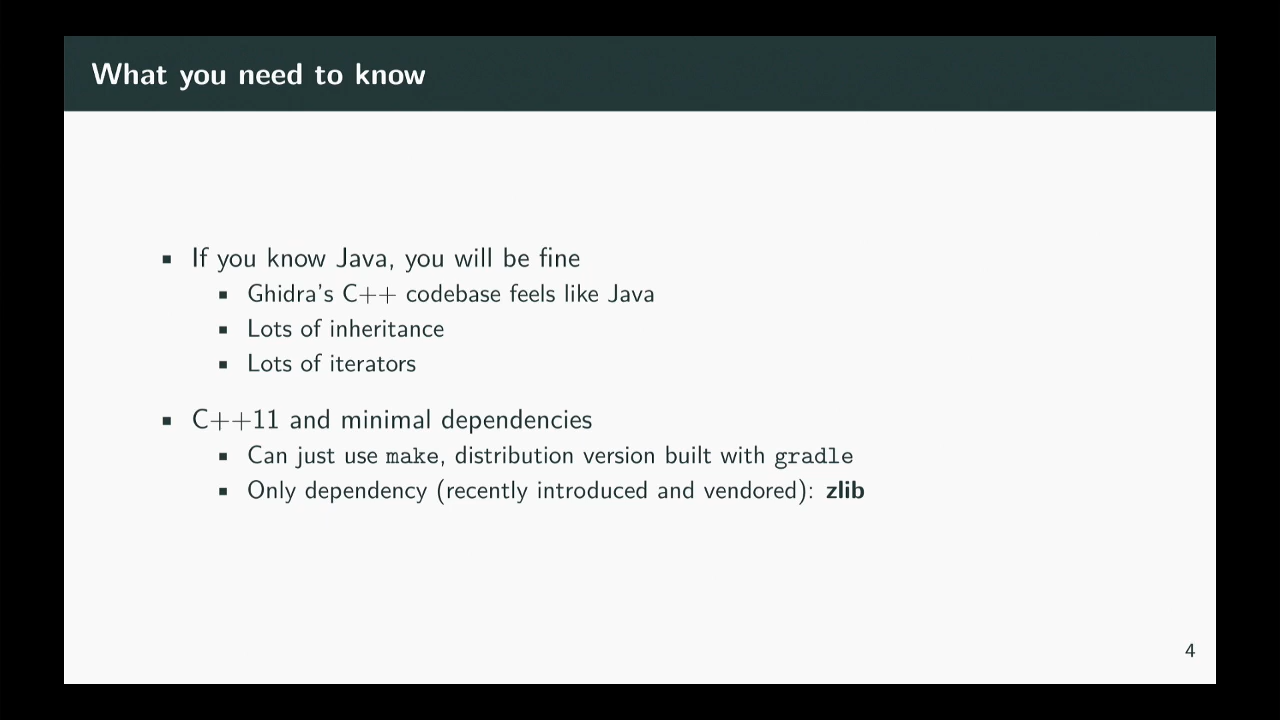 What you need to know
▪ If you know Java, you will be fine
▪ Ghidra's C++ codebase feels like Java
▪ Lots of inheritance
▪ Lots of iterators
▪ C++11 and minimal dependencies
▪ Can just use make, distribution version built with gradle
▪ Only dependency (recently introduced and vendored): zlib
4